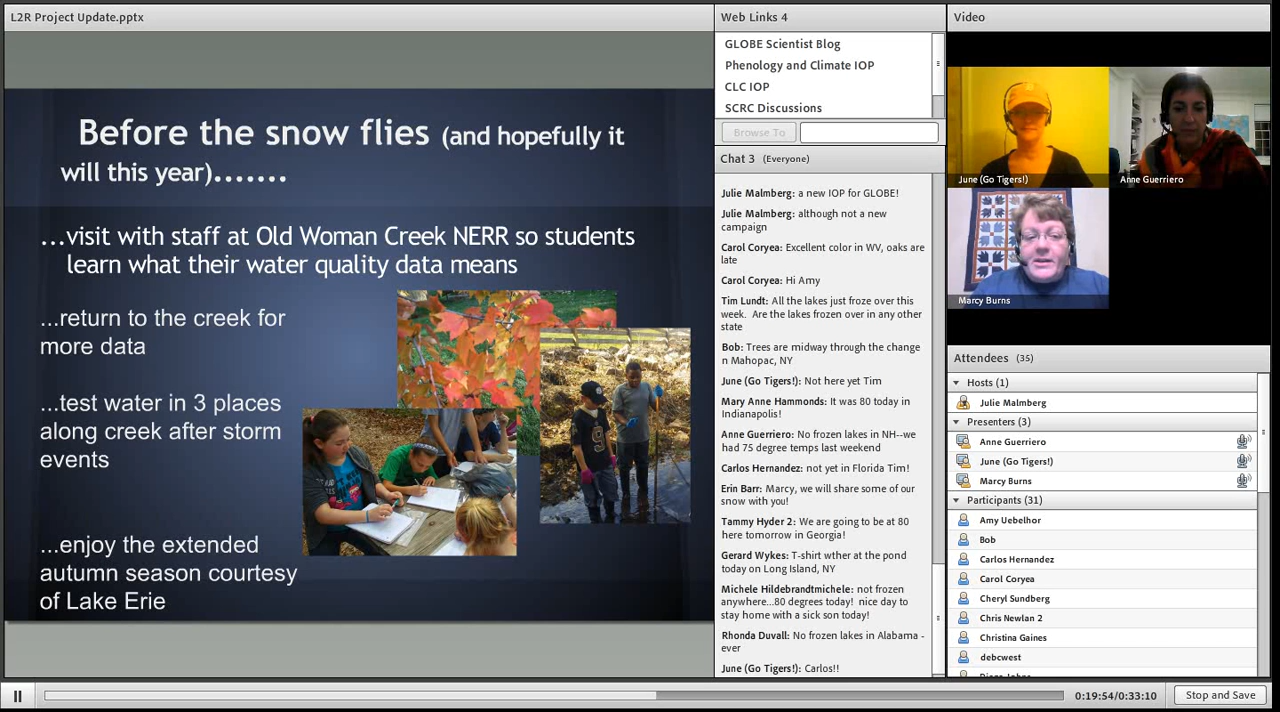 L2R Project Update.pptx
Before the snow flies (and hopefully it
will this year).......
...visit with staff at Old Woman Creek NERR so students
learn what their water quality data means
...return to the creek for
more data
...test water in 3 places
along creek after storm
events
...enjoy the extended
autumn season courtesy
of Lake Erie
Web Links 4
GLOBE Scientist Blog
Phenology and Climate IOP
CLC IOP
SCRC Discussions
Browse To
Chat 3 (Everyone)
Julie Malmberg: a new IOP for GLOBE!
Julie Malmberg: although not a new
campaign
Carol Coryea: Excellent color in WV, oaks are
late
Carol Coryea: Hi Amy
Tim Lundt: All the lakes just froze over this
week. Are the lakes frozen over in any other
state
Bob: Trees are midway through the change
n Mahopac, NY
June (Go Tigers!): Not here yet Tim
Mary Anne Hammonds: It was 80 today in
Indianapolis!
Anne Guerriero: No frozen lakes in NH--we
had 75 degree temps last weekend
Carlos Hernandez: not yet in Florida Tim!
Erin Barr: Marcy, we will share some of our
snow with you!
Tammy Hyder 2: We are going to be at 80
here tomorrow in Georgia!
Gerard Wykes: T-shirt wther at the pond
today on Long Island, NY
Michele Hildebrandtmichele: not frozen
anywhere...80 degrees today! nice day to
stay home with a sick son today!
Rhonda Duvall: No frozen lakes in Alabama -
ever
June (Go Tigers!): Carlos!!
Video
June (Go Tigers!)
Anne Guerriero
Marcy Burns
Attendees (35)
Hosts (1)
Julie Malmberg
Presenters (3)
Anne Guerriero
June (Go Tigers!)
Marcy Burns
Participants (31)
Amy Uebelhor
Bob
Carlos Hernandez
Carol Coryea
Cheryl Sundberg
Chris Newlan 2
Christina Gaines
debcwest
0:19:54/0:33:10
Stop and Save